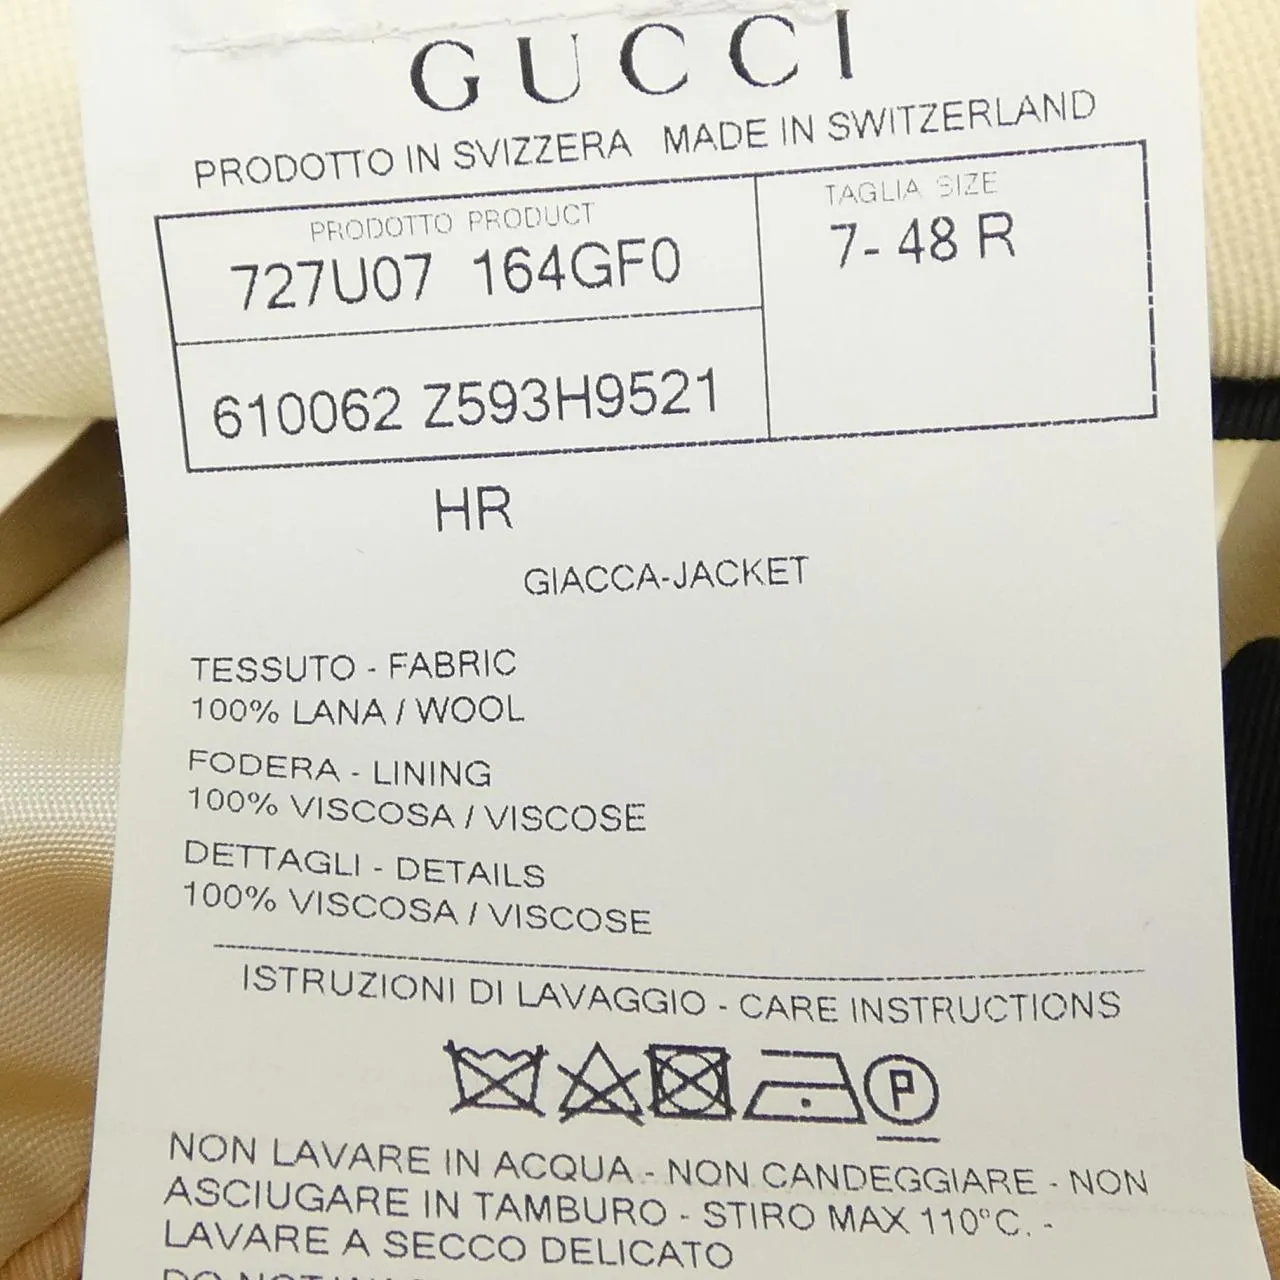 GUCCI
PRODOTTO IN SVIZZERA MADE IN SWITZERLAND
PRODOTTO PRODUCT
TAGLIA SIZE
727U07 164GF0
7- 48 R
610062 Z593H9521
HR
GIACCA-JACKET
TESSUTO - FABRIC
100% LANA / WOOL
FODERA - LINING
100% VISCOSA / VISCOSE
DETTAGLI - DETAILS
100% VISCOSA / VISCOSE
ISTRUZIONI DI LAVAGGIO - CARE INSTRUCTIONS
P
NON LAVARE IN ACQUA - NON CANDEGGIARE - NON
ASCIUGARE IN TAMBURO - STIRO MAX 110°C. -
LAVARE A SECCO DELICATO
DO NOT